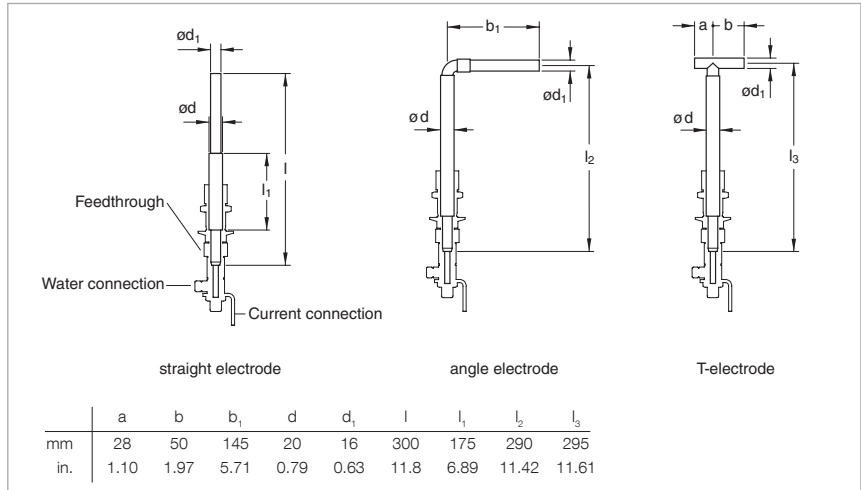 ød₁
ød
l
l₁
Feedthrough
Water connection
Current connection
straight electrode
b₁
ød₁
ød
l₂
angle electrode
a b
ød₁
ød
l₃
T-electrode
a b b₁ d d₁ l l₁ l₂ l₃
mm 28 50 145 20 16 300 175 290 295
in. 1.10 1.97 5.71 0.79 0.63 11.8 6.89 11.42 11.61